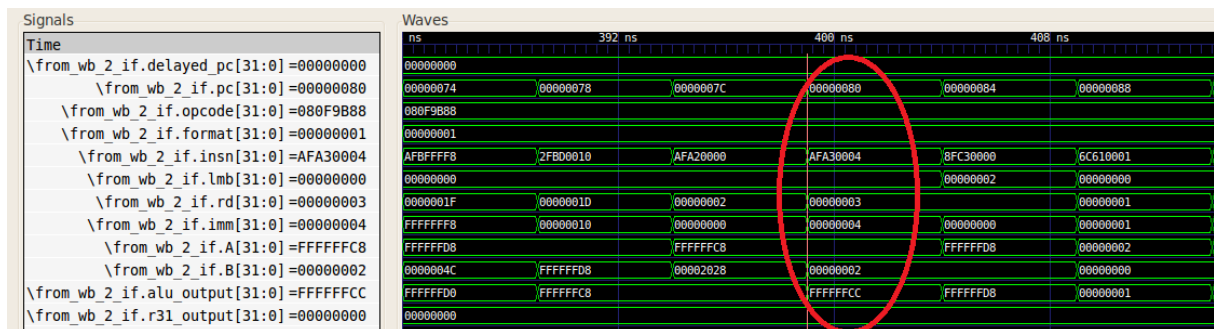 Signals
Waves
Time
ns 392 ns 400 ns 408 ns
\from_wb_2_if.delayed_pc[31:0]=00000000 00000000
\from_wb_2_if.pc[31:0]=00000080 00000074 00000078 0000007C 00000080 00000084 00000088
\from_wb_2_if.opcode[31:0]=080F9B88 080F9B88
\from_wb_2_if.format[31:0]=00000001 00000001
\from_wb_2_if.insn[31:0]=AFA30004 AFBFFFF8 2FBD0010 AFA20000 AFA30004 8FC30000 6C610001
\from_wb_2_if.lmb[31:0]=00000000 00000000 00000002 00000000
\from_wb_2_if.rd[31:0]=00000003 0000001F 0000001D 00000002 00000003 00000001
\from_wb_2_if.imm[31:0]=00000004 FFFFFFF8 00000010 00000000 00000004 00000000 00000001
\from_wb_2_if.A[31:0]=FFFFFFC8 FFFFFFD8 FFFFFFC8 FFFFFFD8 00000002
\from_wb_2_if.B[31:0]=00000002 0000004C FFFFFFD8 00002028 00000002 00000000
\from_wb_2_if.alu_output[31:0]=FFFFFFCC FFFFFFD0 FFFFFFC8 FFFFFFCC FFFFFFD8 00000001
\from_wb_2_if.r31_output[31:0]=00000000 00000000